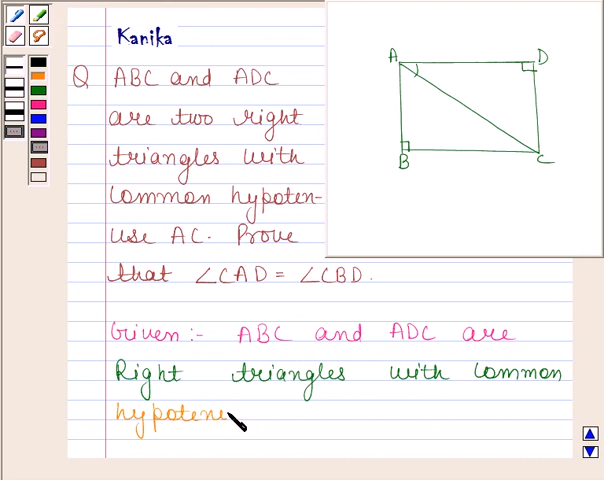 Kanika
Q ABC and ADC
are two right
triangles with
common hypoten-
use AC. Prove
that ∠CAD = ∠CBD.
Given:- ABC and ADC are
Right triangles with common
hypotenu
A D
B C